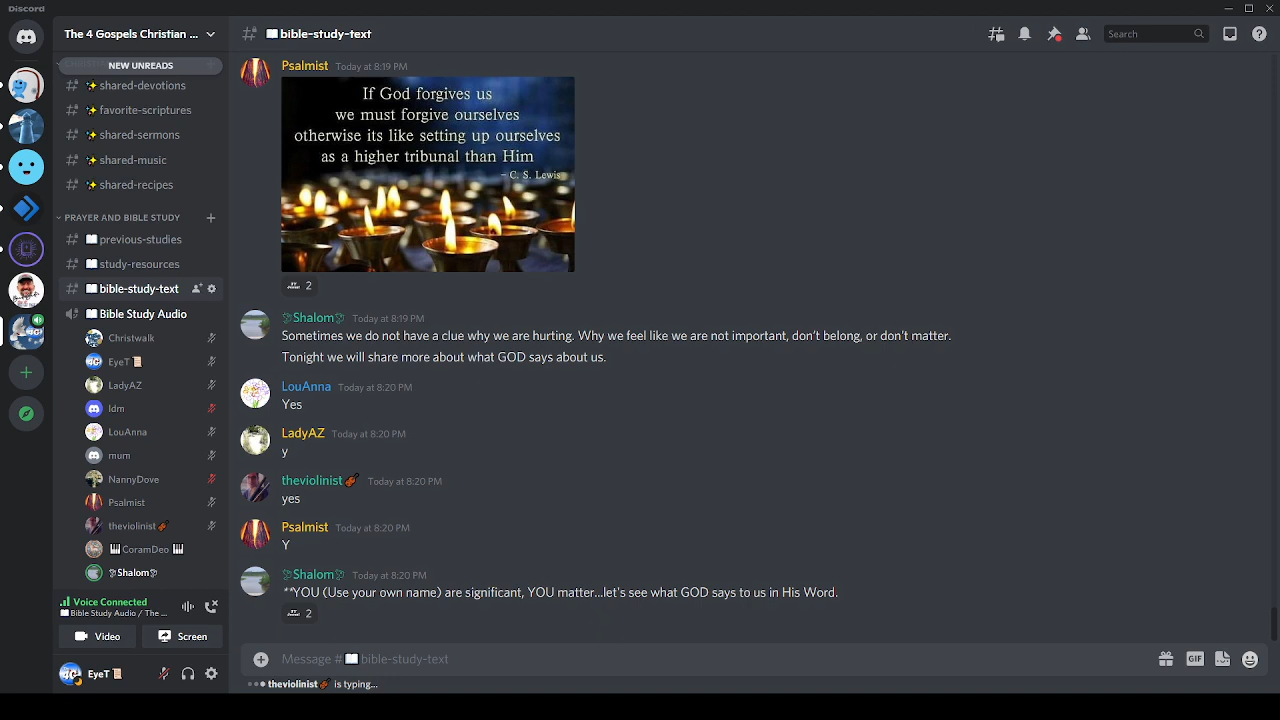 Discord
The 4 Gospels Christian ...
bible-study-text
Search
NEW UNREADS
shared-devotions
favorite-scriptures
shared-sermons
shared-music
shared-recipes
PRAYER AND BIBLE STUDY
previous-studies
study-resources
bible-study-text
Bible Study Audio
Christwalk
EyeT
LadyAZ
ldm
LouAnna
mum
NannyDove
Psalmist
theviolinist
CoramDeo
Shalom
Voice Connected
Bible Study Audio / The ...
Video
Screen
EyeT
Psalmist Today at 8:19 PM
If God forgives us
we must forgive ourselves
otherwise its like setting up ourselves
as a higher tribunal than Him
– C. S. Lewis
2
Shalom Today at 8:19 PM
Sometimes we do not have a clue why we are hurting. Why we feel like we are not important, don’t belong, or don’t matter.
Tonight we will share more about what GOD says about us.
LouAnna Today at 8:20 PM
Yes
LadyAZ Today at 8:20 PM
y
theviolinist Today at 8:20 PM
yes
Psalmist Today at 8:20 PM
Y
Shalom Today at 8:20 PM
**YOU (Use your own name) are significant, YOU matter...let's see what GOD says to us in His Word.
2
Message # bible-study-text
GIF
theviolinist is typing...